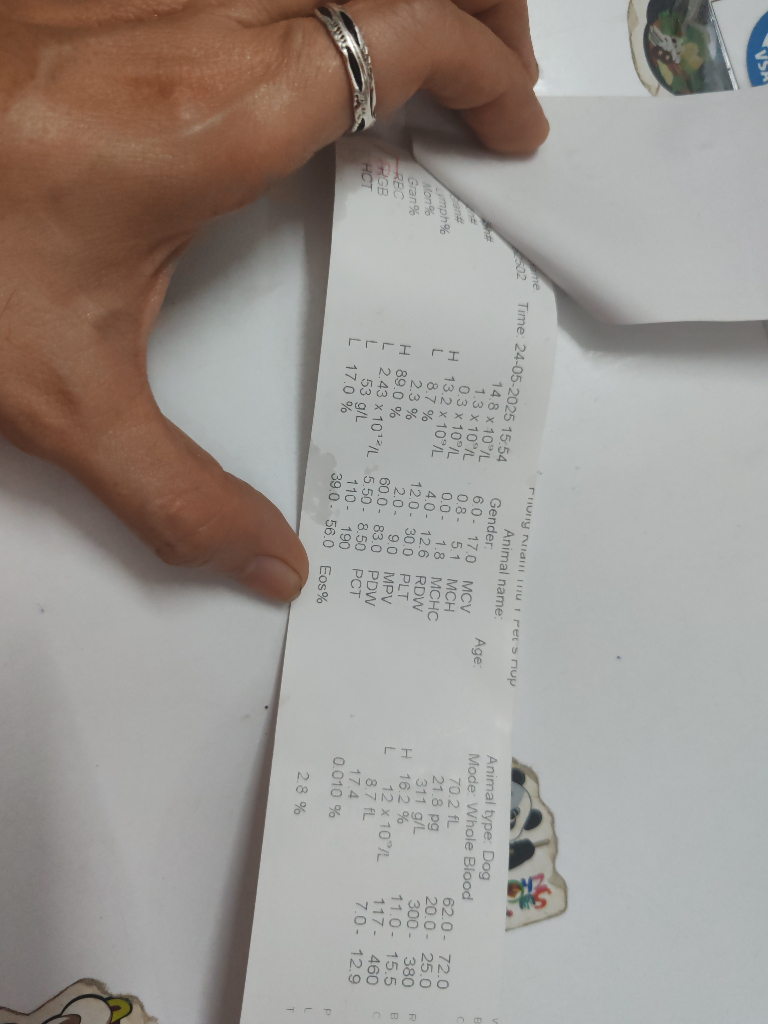 Time: 24-05-2025 15:54
Animal name: Animal type: Dog
Gender: Age: Mode: Whole Blood
14.8 x 10⁹/L 6.0 - 17.0 MCV 70.2 fL 62.0 - 72.0
1.3 x 10⁹/L 0.8 - 5.1 MCH 21.8 pg 20.0 - 25.0
0.3 x 10⁹/L 0.0 - 1.8 MCHC 311 g/L 300 - 380
H 13.2 x 10⁹/L 4.0 - 12.6 RDW H 16.2 % 11.0 - 15.5
Lymph% L 8.7 % 12.0 - 30.0 PLT L 12 x 10⁹/L 117 - 460
Mon% 2.3 % 2.0 - 9.0 MPV 8.7 fL 7.0 - 12.9
Gran% H 89.0 % 60.0 - 83.0 PDW 17.4
RBC L 2.43 x 10¹²/L 5.50 - 8.50 PCT 0.010 %
HGB L 53 g/L 110 - 190
HCT L 17.0 % 39.0 - 56.0 Eos% 2.8 %